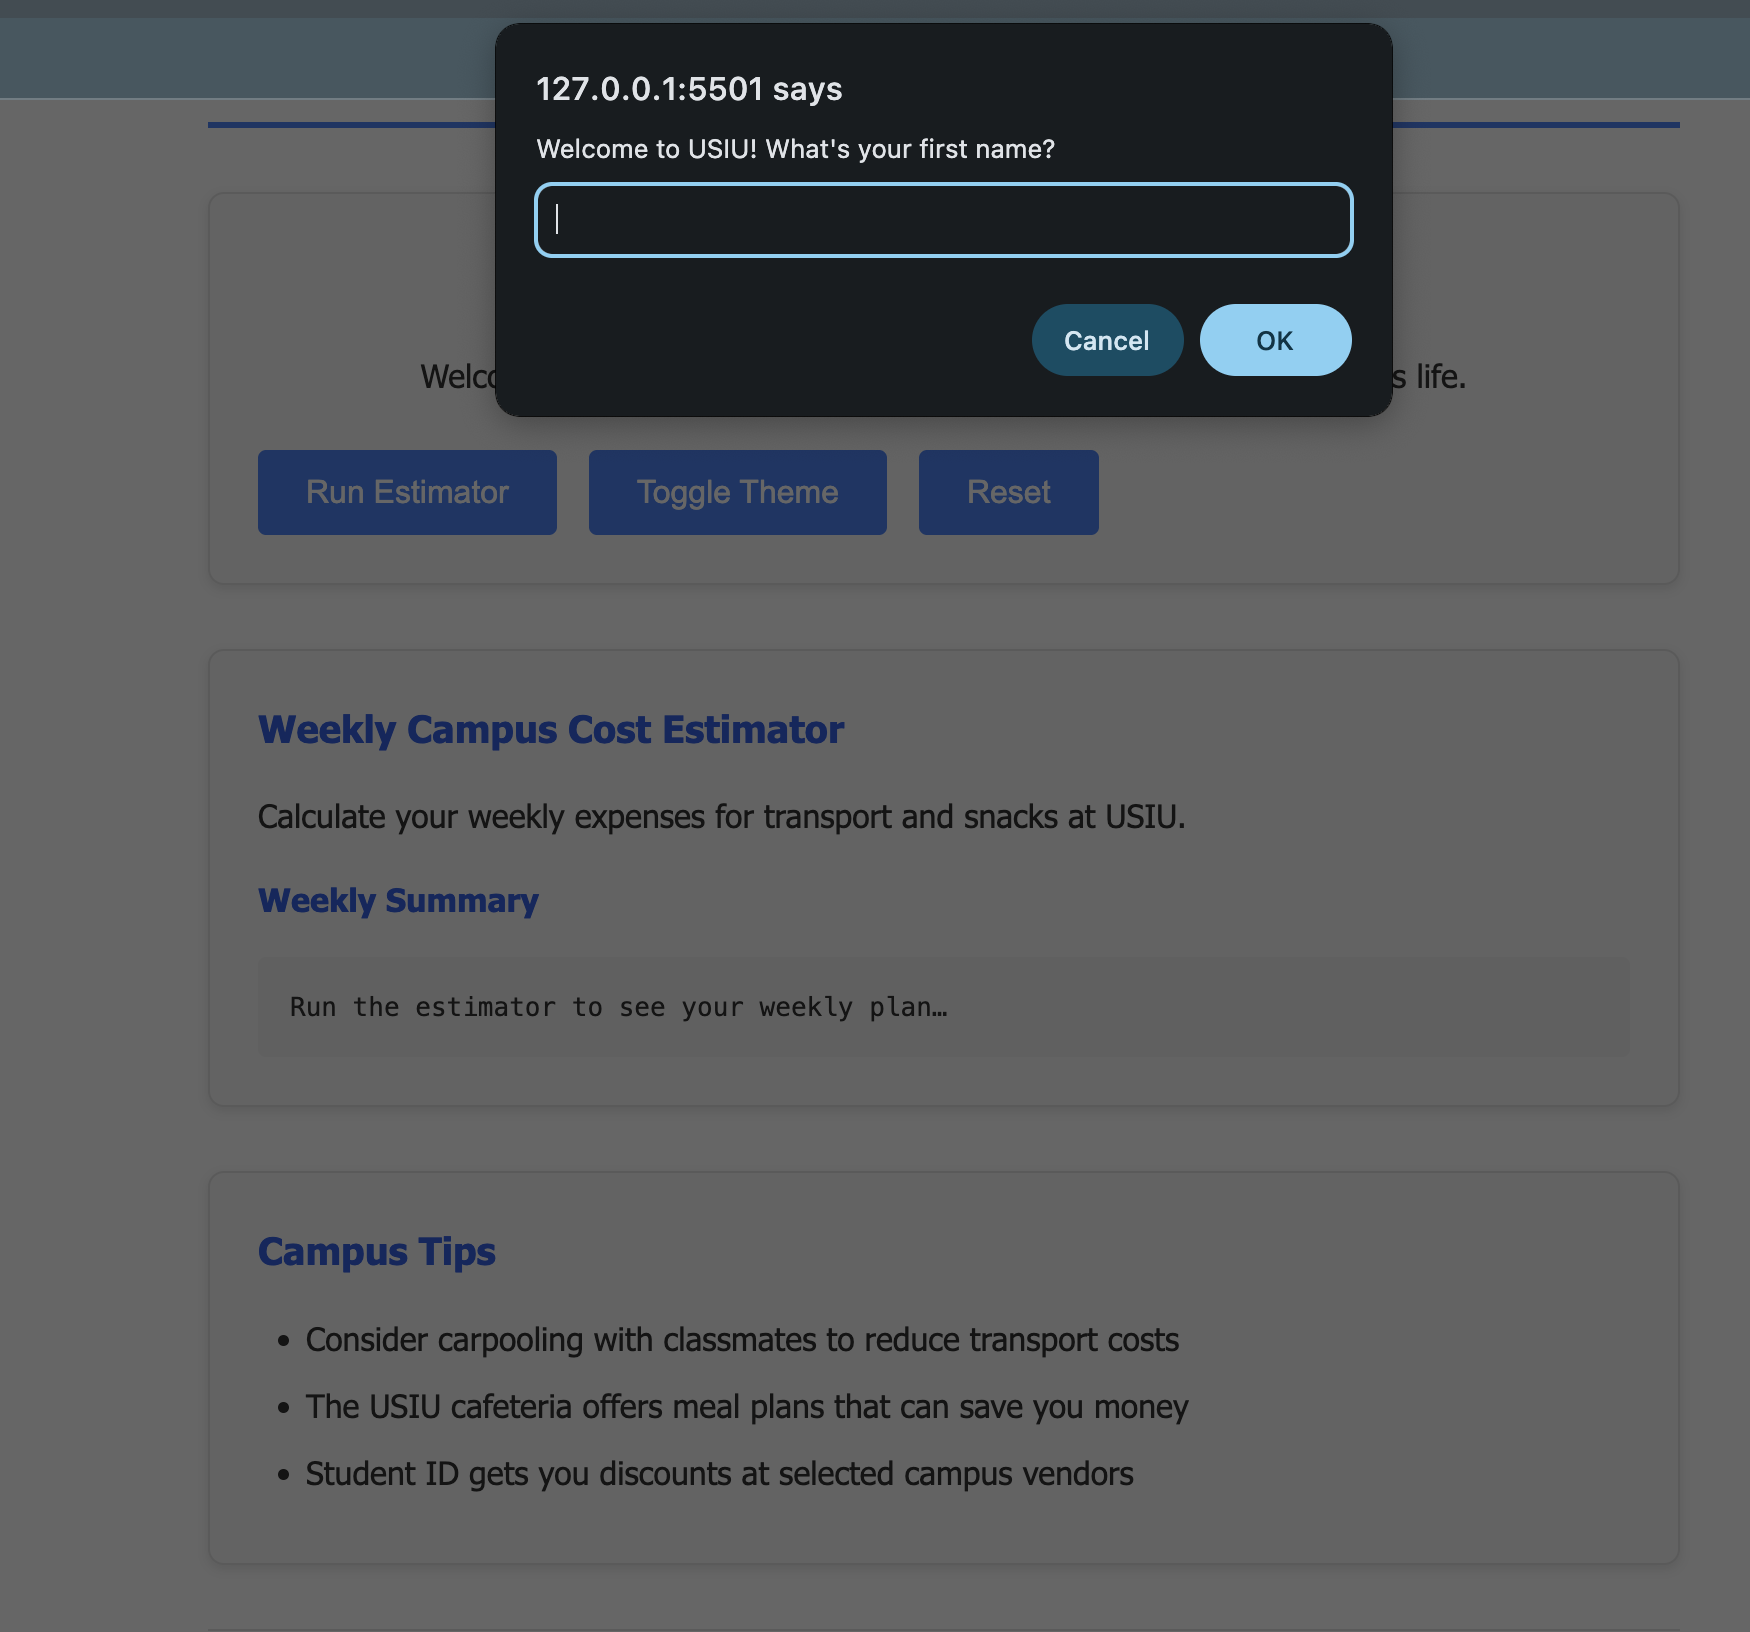 127.0.0.1:5501 says
Welcome to USIU! What's your first name?
Cancel
OK
s life.
Run Estimator
Toggle Theme
Reset
Weekly Campus Cost Estimator
Calculate your weekly expenses for transport and snacks at USIU.
Weekly Summary
Run the estimator to see your weekly plan…
Campus Tips
• Consider carpooling with classmates to reduce transport costs
• The USIU cafeteria offers meal plans that can save you money
• Student ID gets you discounts at selected campus vendors